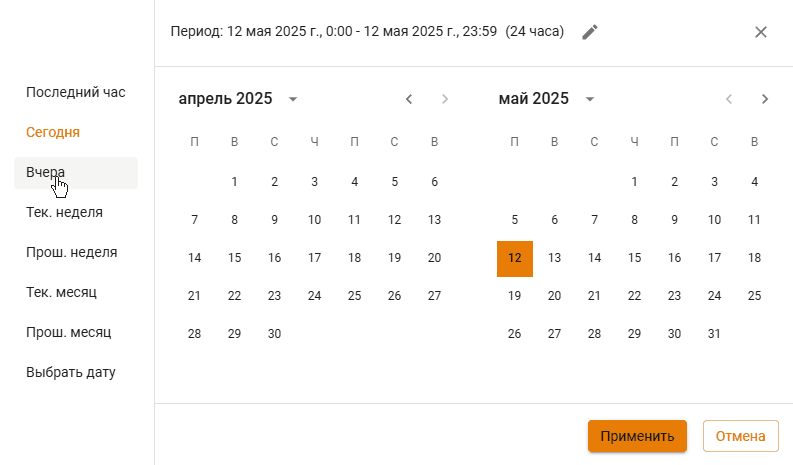 Период: 12 мая 2025 г., 0:00 - 12 мая 2025 г., 23:59 (24 часа)
Последний час
Сегодня
Вчера
Тек. неделя
Прош. неделя
Тек. месяц
Прош. месяц
Выбрать дату
апрель 2025
П В С Ч П С В
1 2 3 4 5 6
7 8 9 10 11 12 13
14 15 16 17 18 19 20
21 22 23 24 25 26 27
28 29 30
май 2025
П В С Ч П С В
1 2 3 4
5 6 7 8 9 10 11
12 13 14 15 16 17 18
19 20 21 22 23 24 25
26 27 28 29 30 31
Применить
Отмена